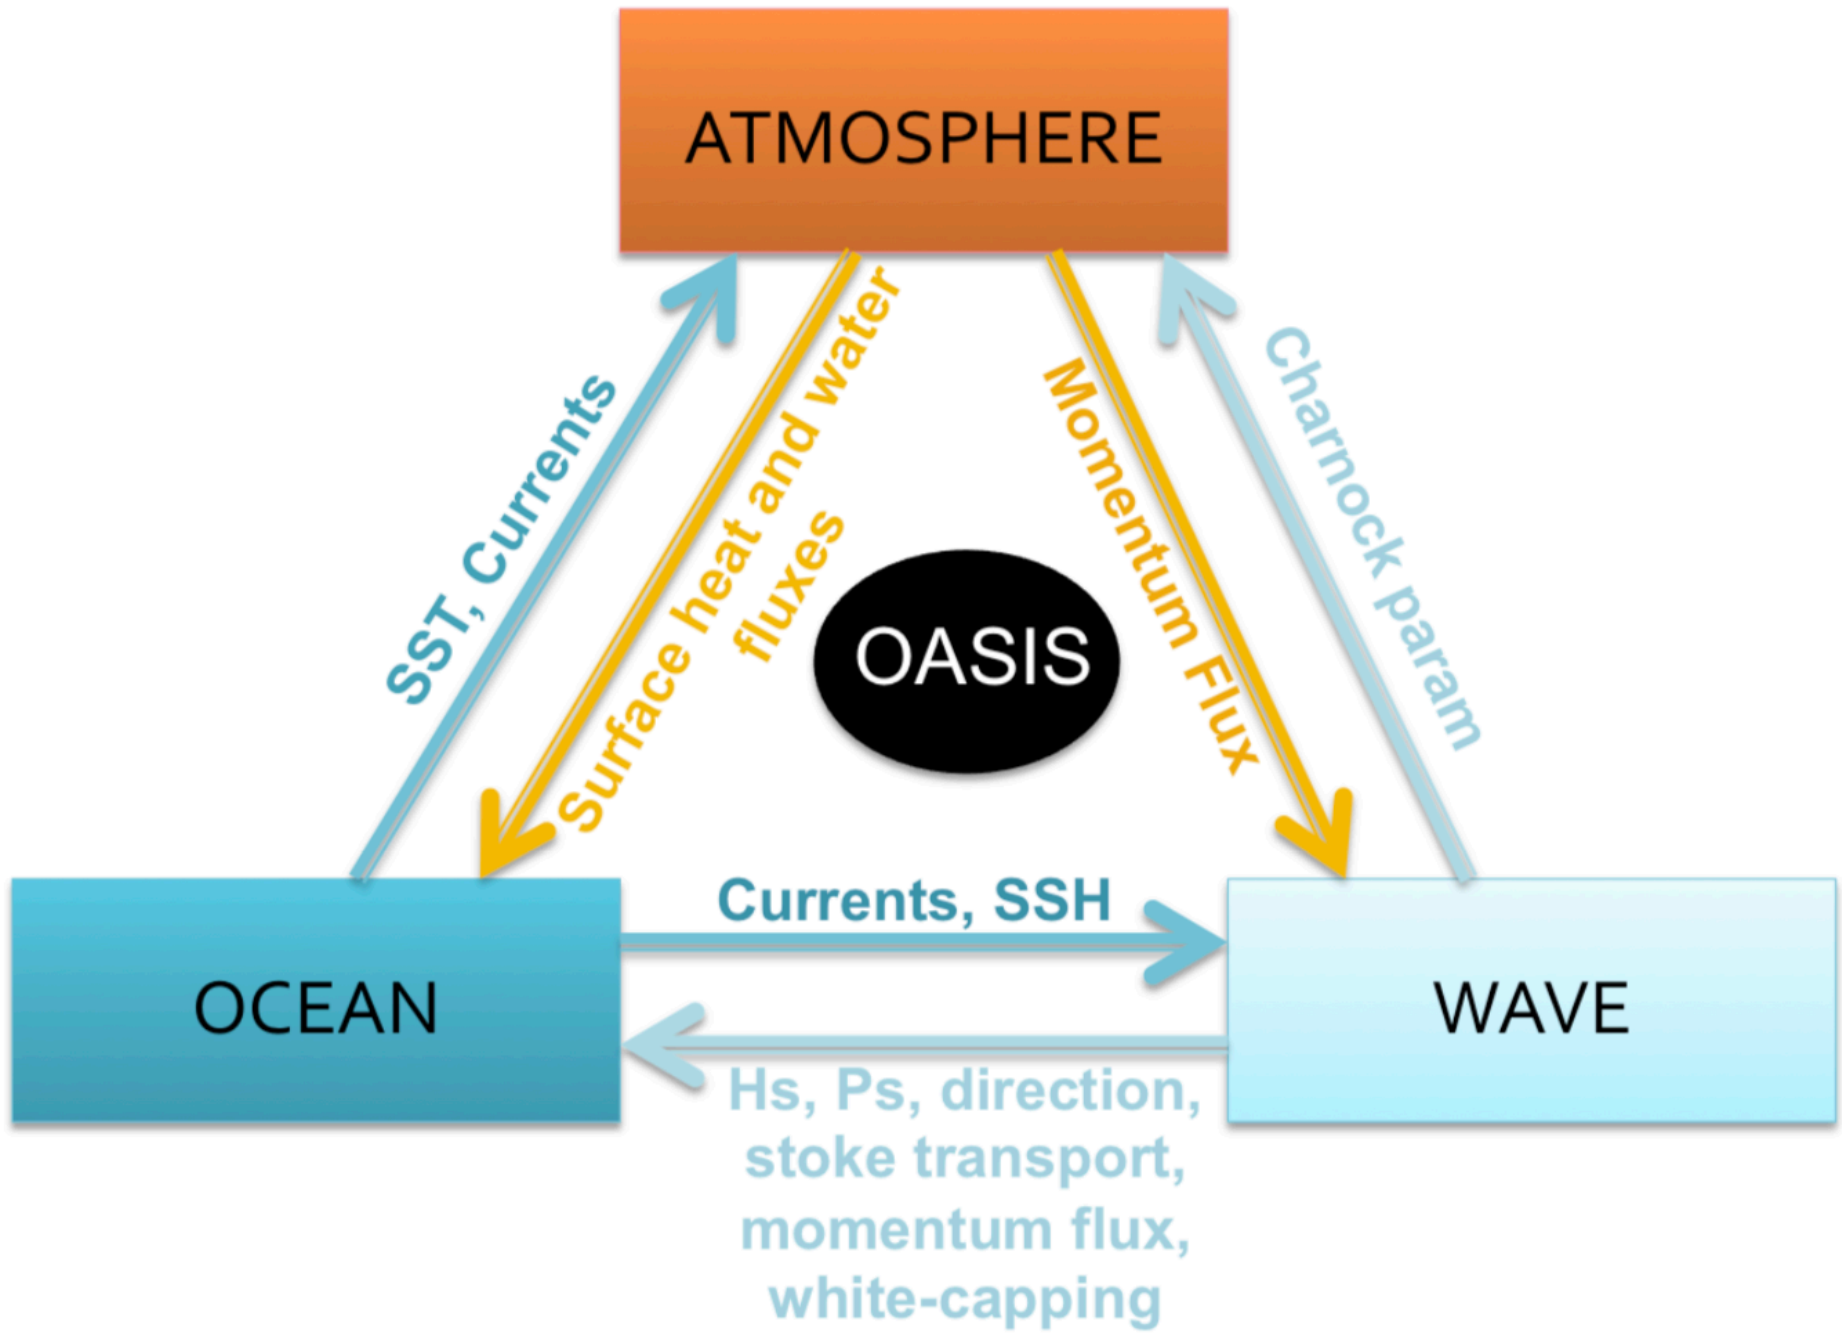 ATMOSPHERE
SST, Currents
Surface heat and water
fluxes
Momentum Flux
Charnock param
OASIS
Currents, SSH
OCEAN
WAVE
Hs, Ps, direction,
stoke transport,
momentum flux,
white-capping